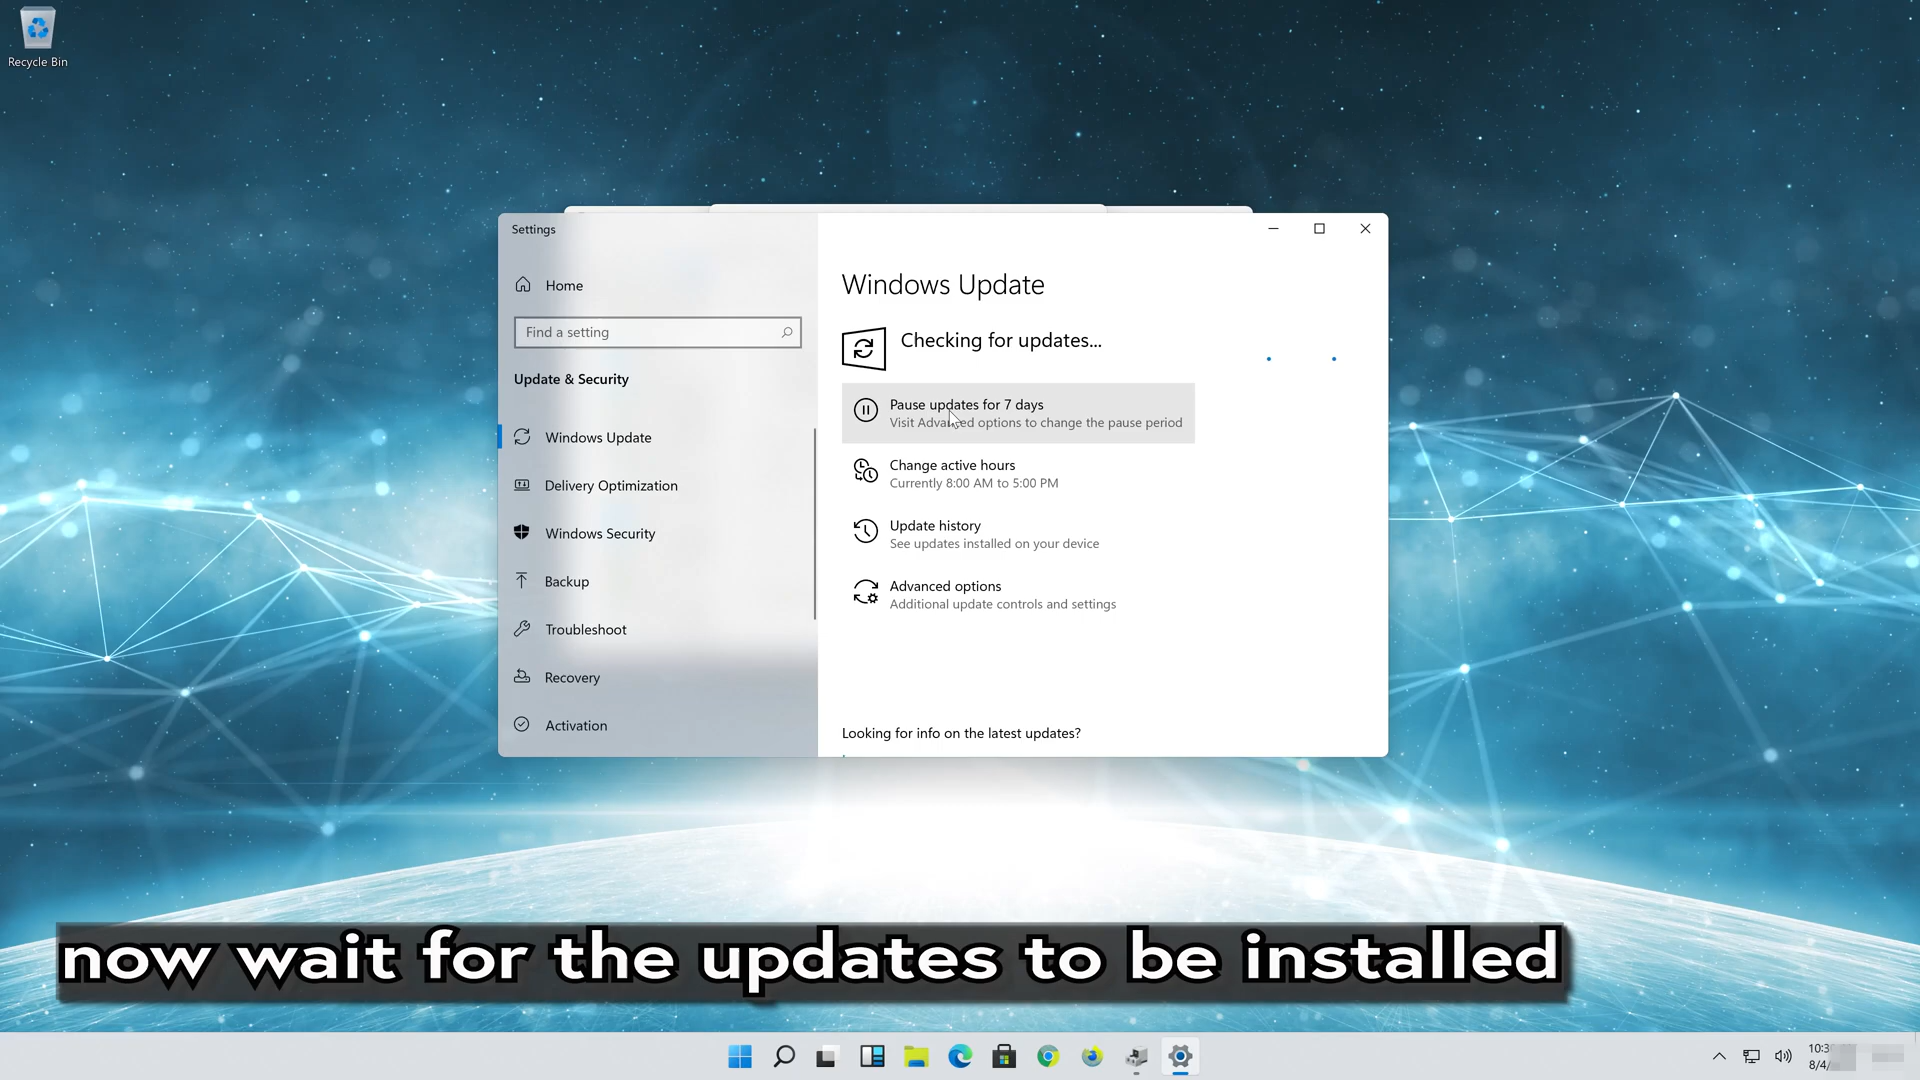 Recycle Bin
Settings
Home
Find a setting
Update & Security
Windows Update
Delivery Optimization
Windows Security
Backup
Troubleshoot
Recovery
Activation
Windows Update
Checking for updates...
Pause updates for 7 days
Visit Advanced options to change the pause period
Change active hours
Currently 8:00 AM to 5:00 PM
Update history
See updates installed on your device
Advanced options
Additional update controls and settings
Looking for info on the latest updates?
now wait for the updates to be installed
8/4/